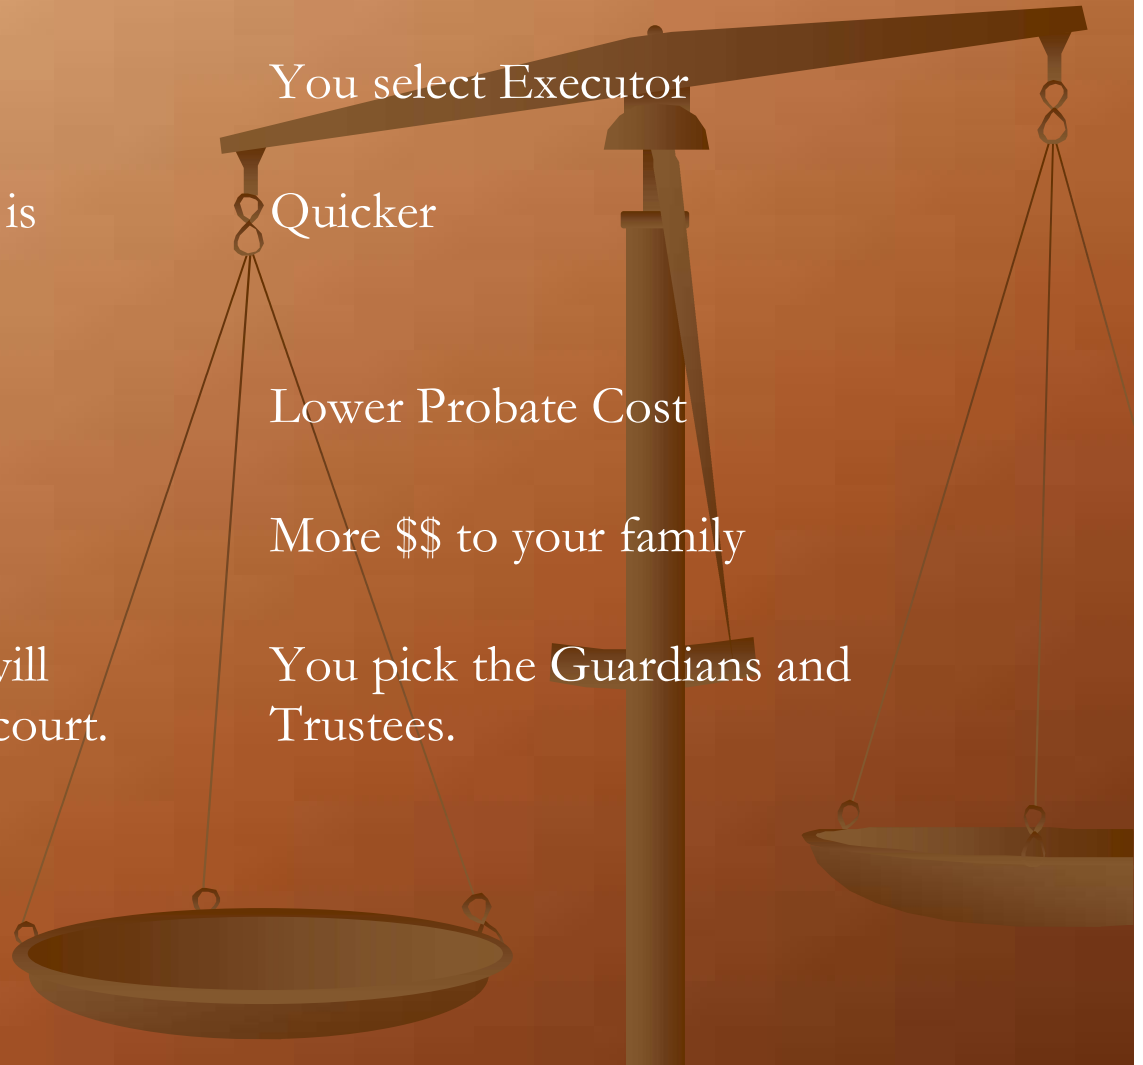 You select Executor
is
Quicker
Lower Probate Cost
More $$ to your family
You pick the Guardians and
court.
Trustees.